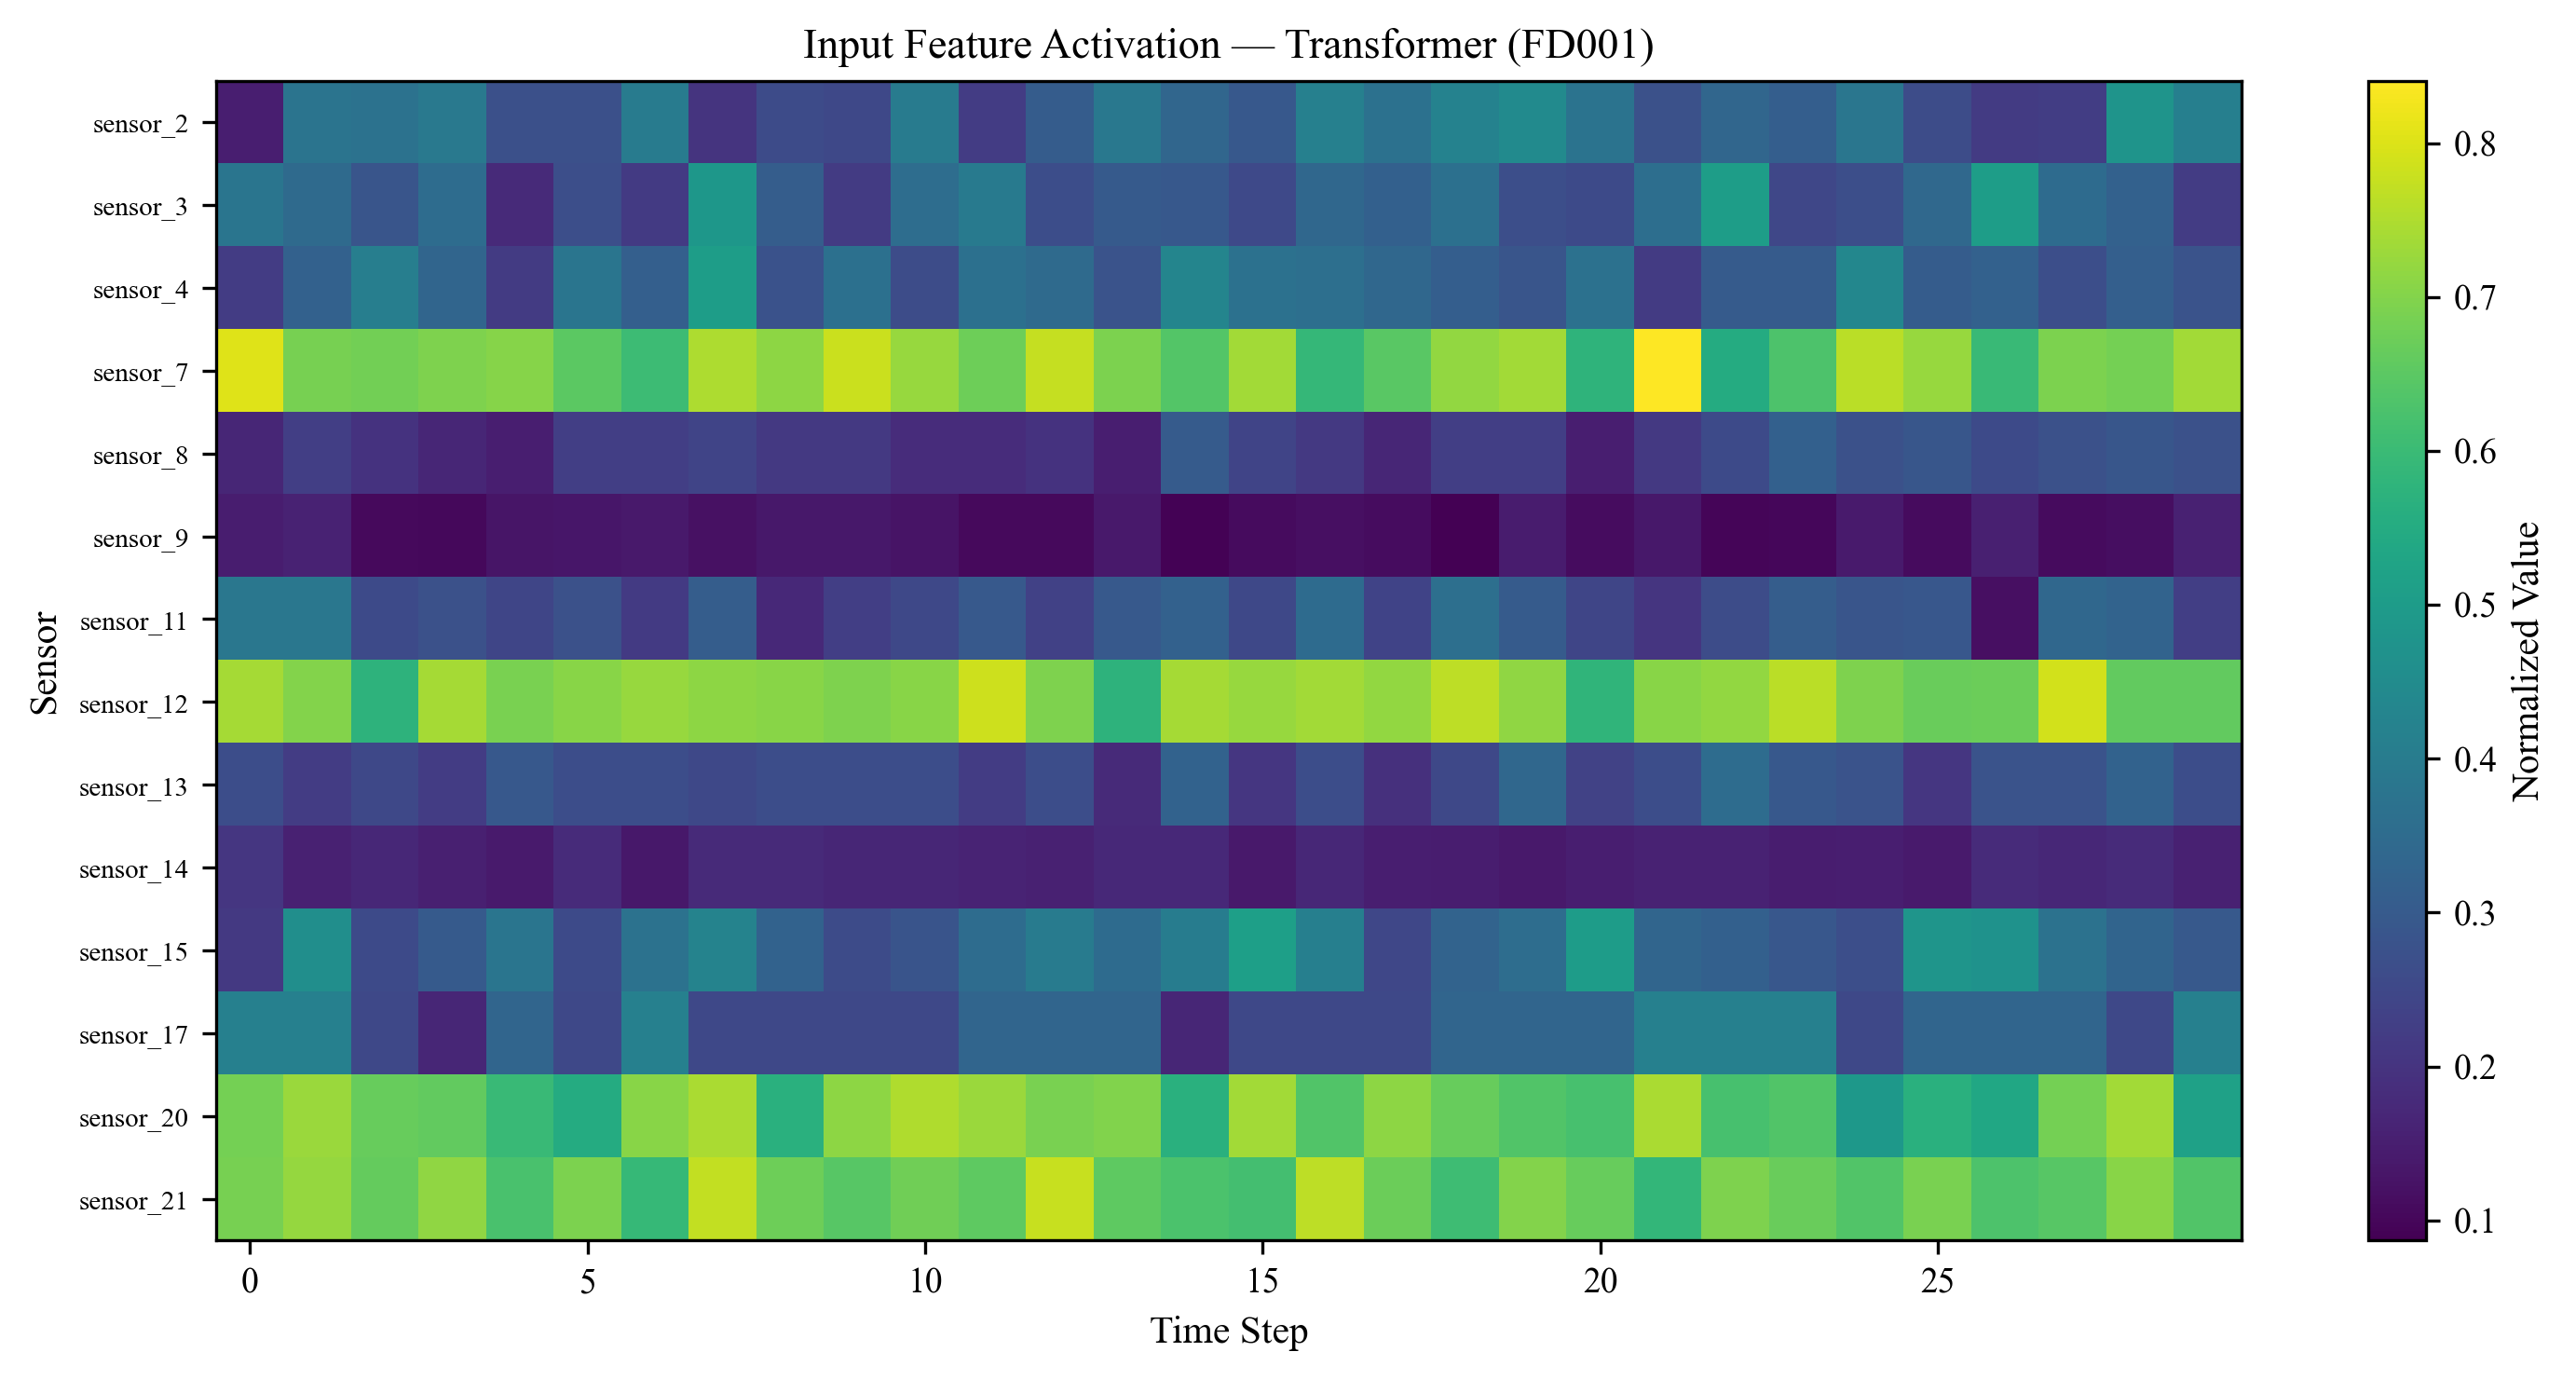 Input Feature Activation — Transformer (FD001)
Sensor
sensor_2
sensor_3
sensor_4
sensor_7
sensor_8
sensor_9
sensor_11
sensor_12
sensor_13
sensor_14
sensor_15
sensor_17
sensor_20
sensor_21
0 5 10 15 20 25
Time Step
0.8
0.7
0.6
0.5
0.4
0.3
0.2
0.1
Normalized Value